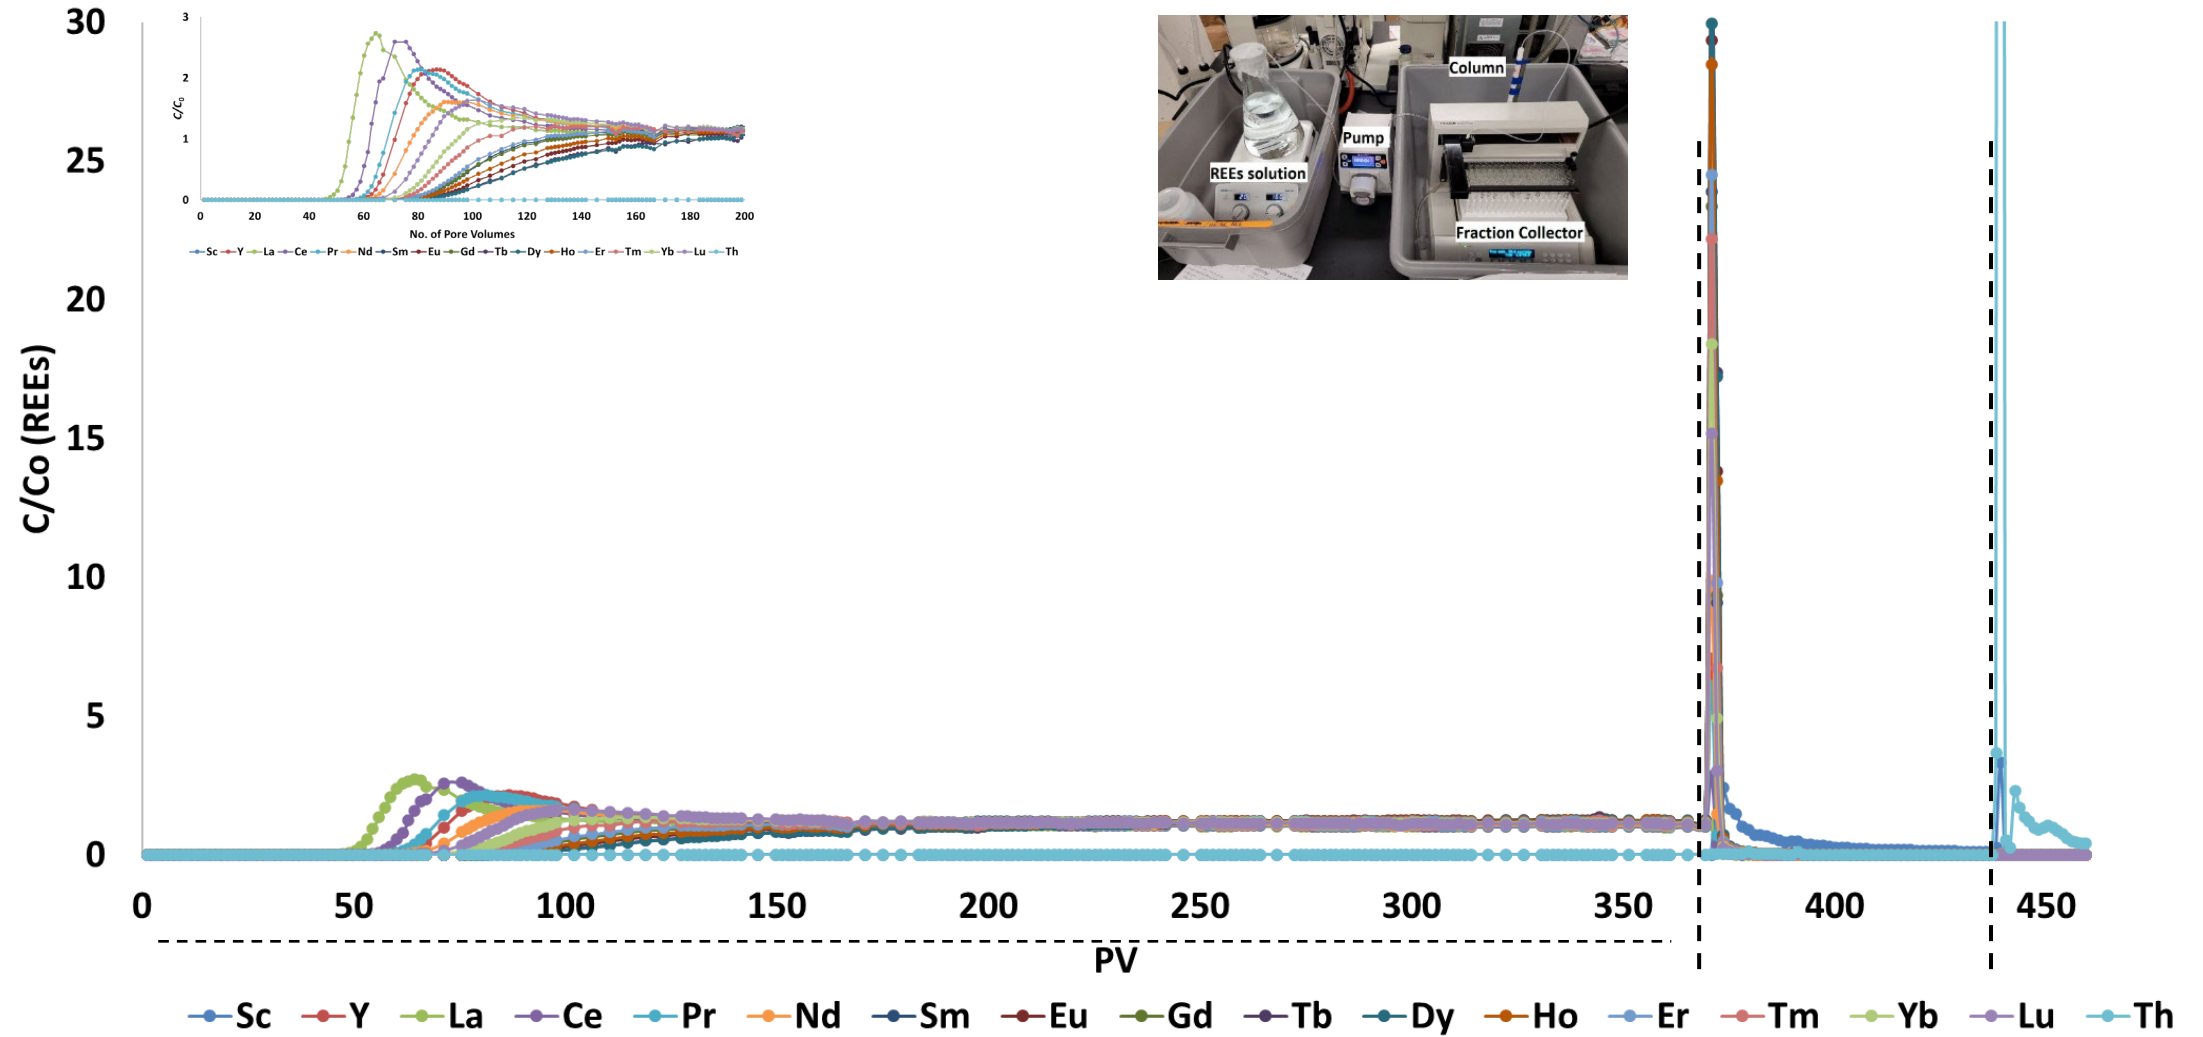 30
25
20
15
10
5
0
C/Co (REEs)
0 50 100 150 200 250 300 350 400 450
PV
Sc Y La Ce Pr Nd Sm Eu Gd Tb Dy Ho Er Tm Yb Lu Th
3
2
1
0
C/C₀
0 20 40 60 80 100 120 140 160 180 200
No. of Pore Volumes
Sc Y La Ce Pr Nd Sm Eu Gd Tb Dy Ho Er Tm Yb Lu Th
Column
Pump
REEs solution
Fraction Collector